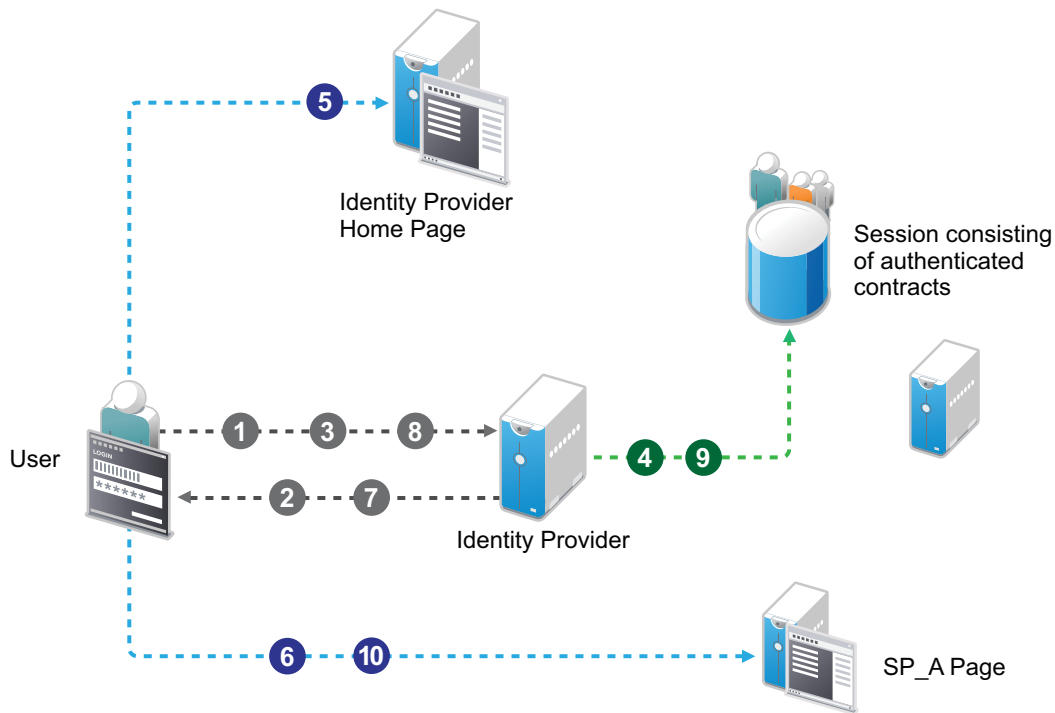 5
Identity Provider
Home Page
Session consisting
of authenticated
contracts
1 3 8
User
LOGIN
******
4 9
2 7
Identity Provider
6 10
SP_A Page